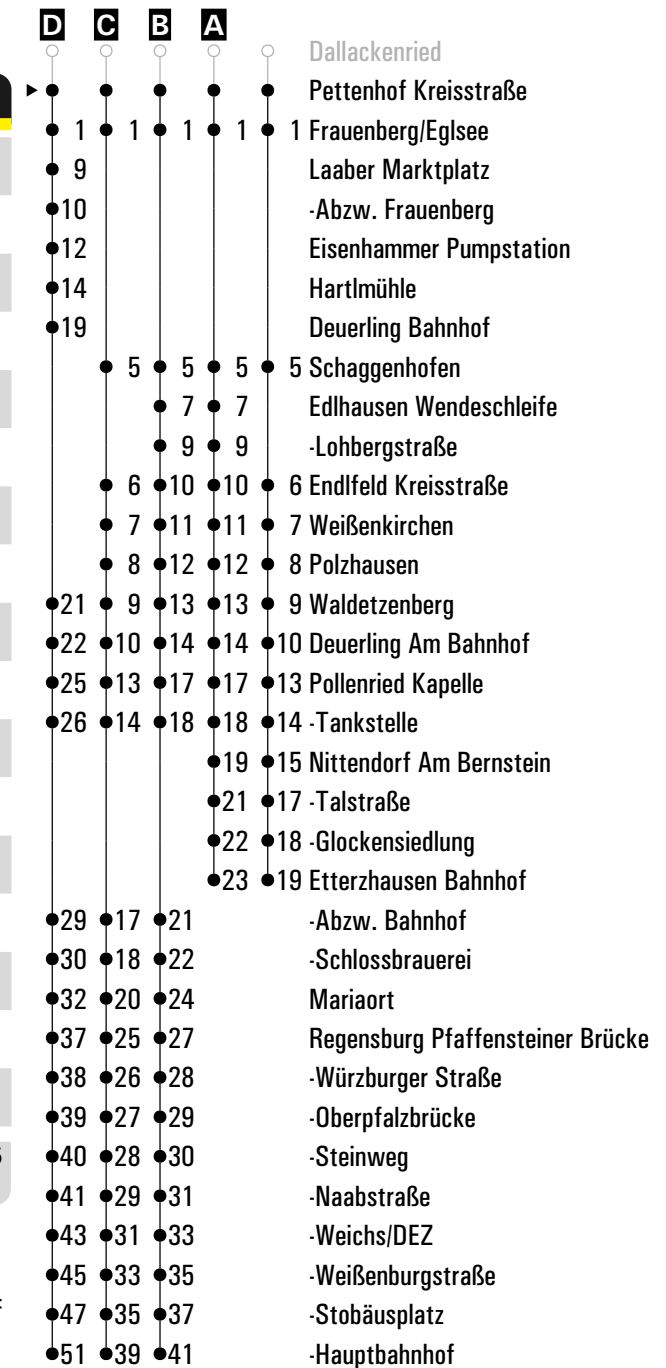 D C B A
Dallackenried
Pettenhof Kreisstraße
1 1 1 1 1 Frauenberg/Eglsee
9 Laaber Marktplatz
10 -Abzw. Frauenberg
12 Eisenhammer Pumpstation
14 Hartlmühle
19 Deuerling Bahnhof
5 5 5 5 Schaggenhofen
7 7 Edlhausen Wendeschleife
9 9 -Lohbergstraße
6 10 10 6 Endlfeld Kreisstraße
7 11 11 7 Weißenkirchen
8 12 12 8 Polzhausen
21 9 13 13 9 Waldetzenberg
22 10 14 14 10 Deuerling Am Bahnhof
25 13 17 17 13 Pollenried Kapelle
26 14 18 18 14 -Tankstelle
19 15 Nittendorf Am Bernstein
21 17 -Talstraße
22 18 -Glockensiedlung
23 19 Etterzhausen Bahnhof
29 17 21 -Abzw. Bahnhof
30 18 22 -Schlossbrauerei
32 20 24 Mariaort
37 25 27 Regensburg Pfaffensteiner Brücke
38 26 28 -Würzburger Straße
39 27 29 -Oberpfalzbrücke
40 28 30 -Steinweg
41 29 31 -Naabstraße
43 31 33 -Weichs/DEZ
45 33 35 -Weißenburgstraße
47 35 37 -Stobäusplatz
51 39 41 -Hauptbahnhof